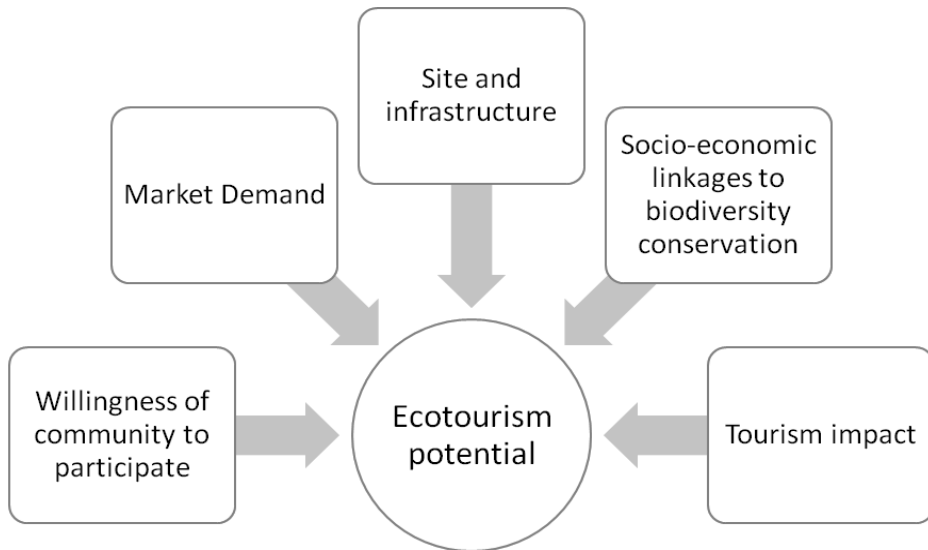 Site and
infrastructure
Market Demand
Socio-economic
linkages to
biodiversity
conservation
Willingness of
community to
participate
Ecotourism
potential
Tourism impact